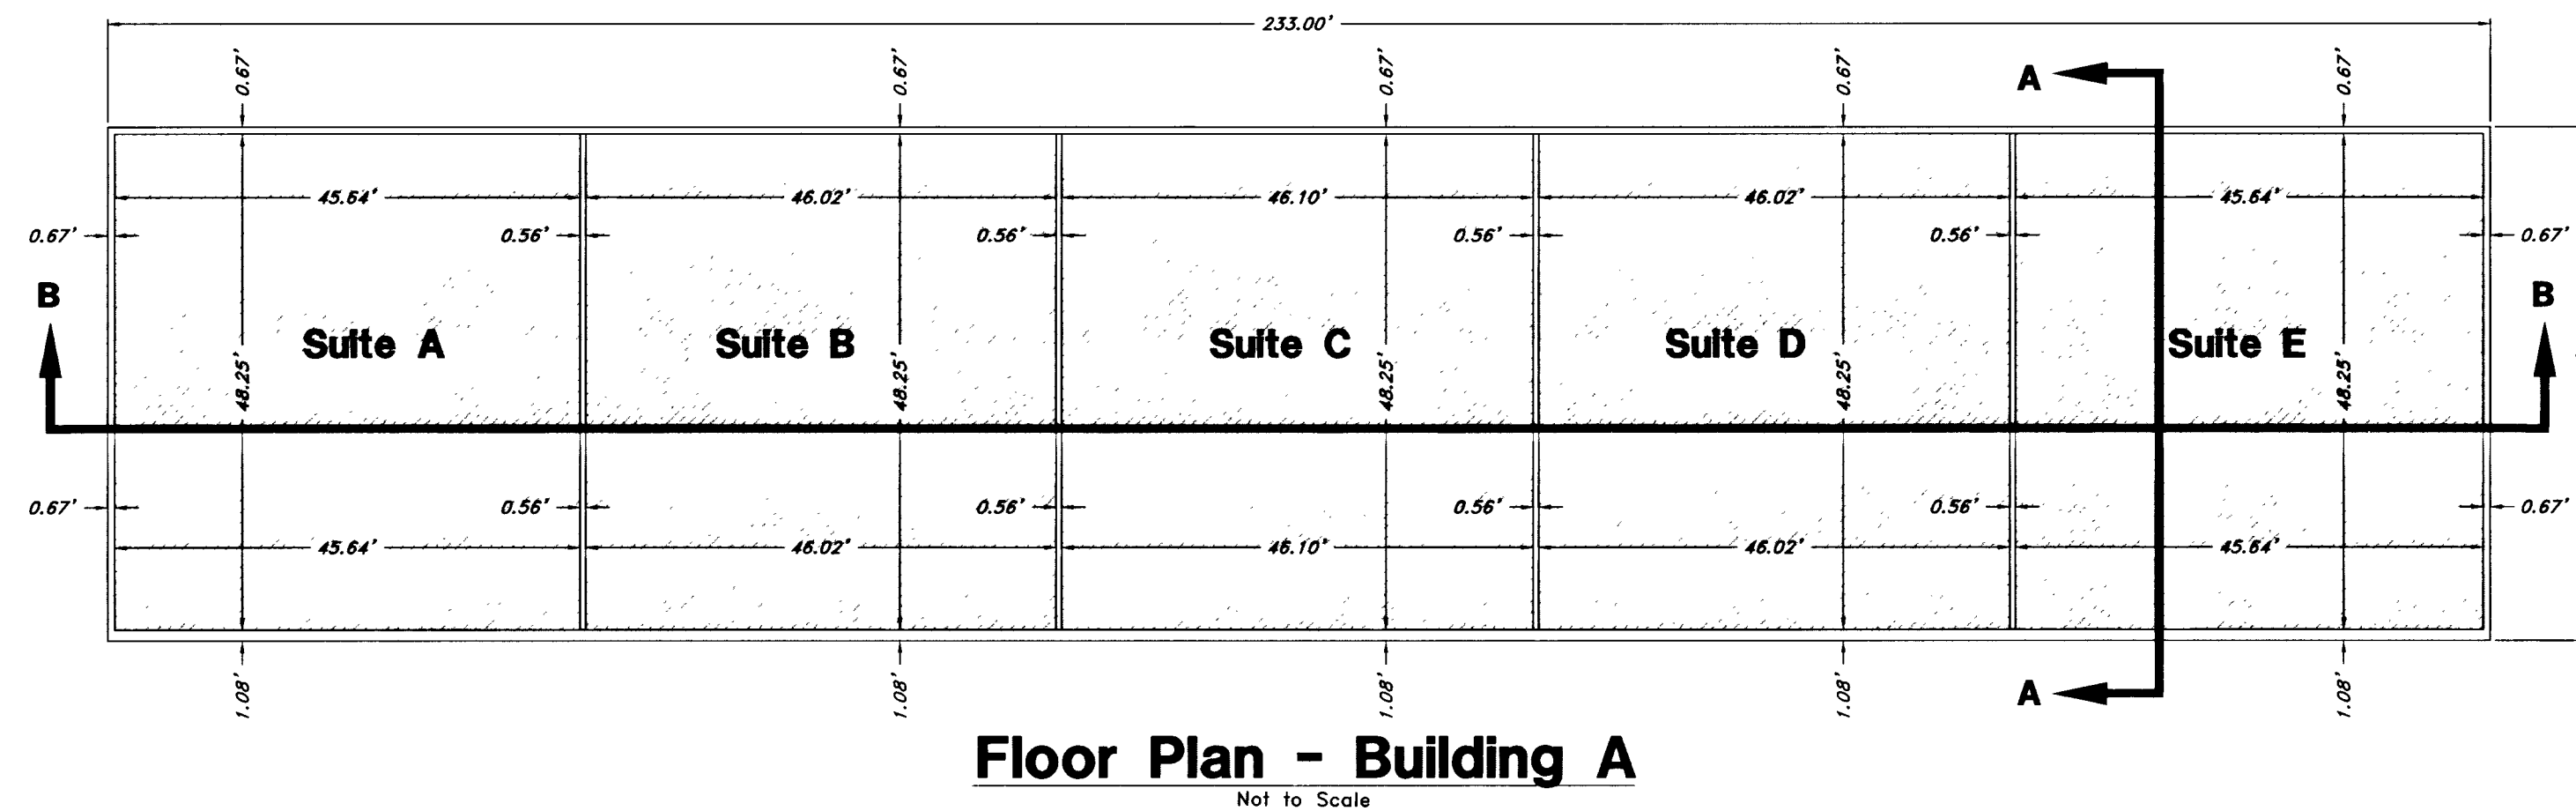 233.00'
0.67' 0.67' 0.67' 0.67' 0.67'
A
45.64' 46.02' 46.10' 46.02' 45.64'
0.67' 0.56' 0.56' 0.56' 0.56' 0.67'
B B
Suite A Suite B Suite C Suite D Suite E
48.25' 48.25' 48.25' 48.25' 48.25'
0.67' 0.56' 0.56' 0.56' 0.56' 0.67'
45.64' 46.02' 46.10' 46.02' 45.64'
1.08' 1.08' 1.08' 1.08' 1.08'
A
Floor Plan - Building A
Not to Scale